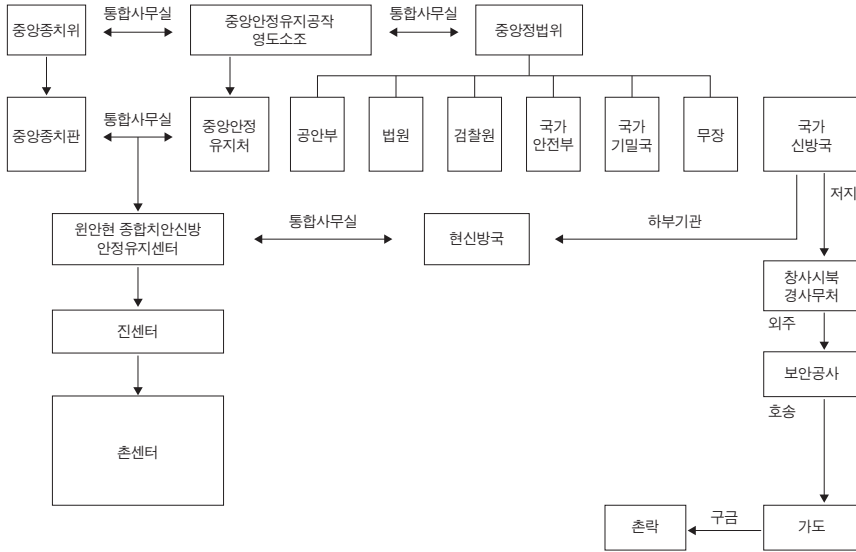 중앙종치위
통합사무실
중앙안정유지공작
영도소조
통합사무실
중앙정법위
중앙종치판
통합사무실
중앙안정
유지처
공안부
법원
검찰원
국가
안전부
국가
기밀국
무장
국가
신방국
저지
윈안현 종합치안신방
안정유지센터
통합사무실
현신방국
하부기관
창사시북
경사무처
외주
진센터
보안공사
호송
촌센터
촌락
구금
가도